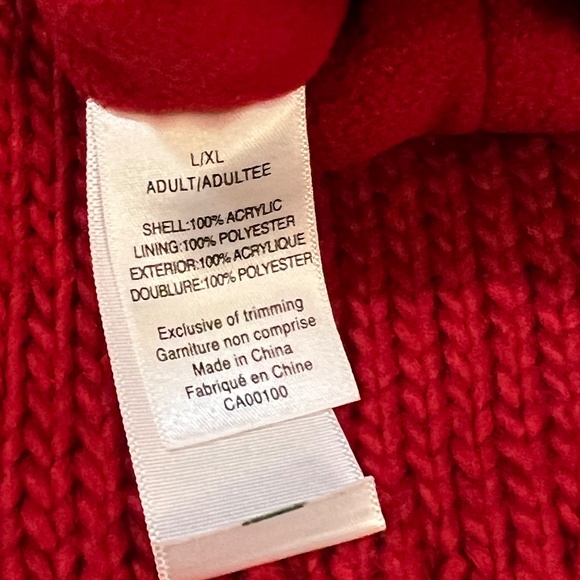 L/XL
ADULT/ADULTEE
SHELL:100% ACRYLIC
LINING:100% POLYESTER
EXTERIOR:100% ACRYLIQUE
DOUBLURE:100% POLYESTER
Exclusive of trimming
Garniture non comprise
Made in China
Fabriqué en Chine
CA00100